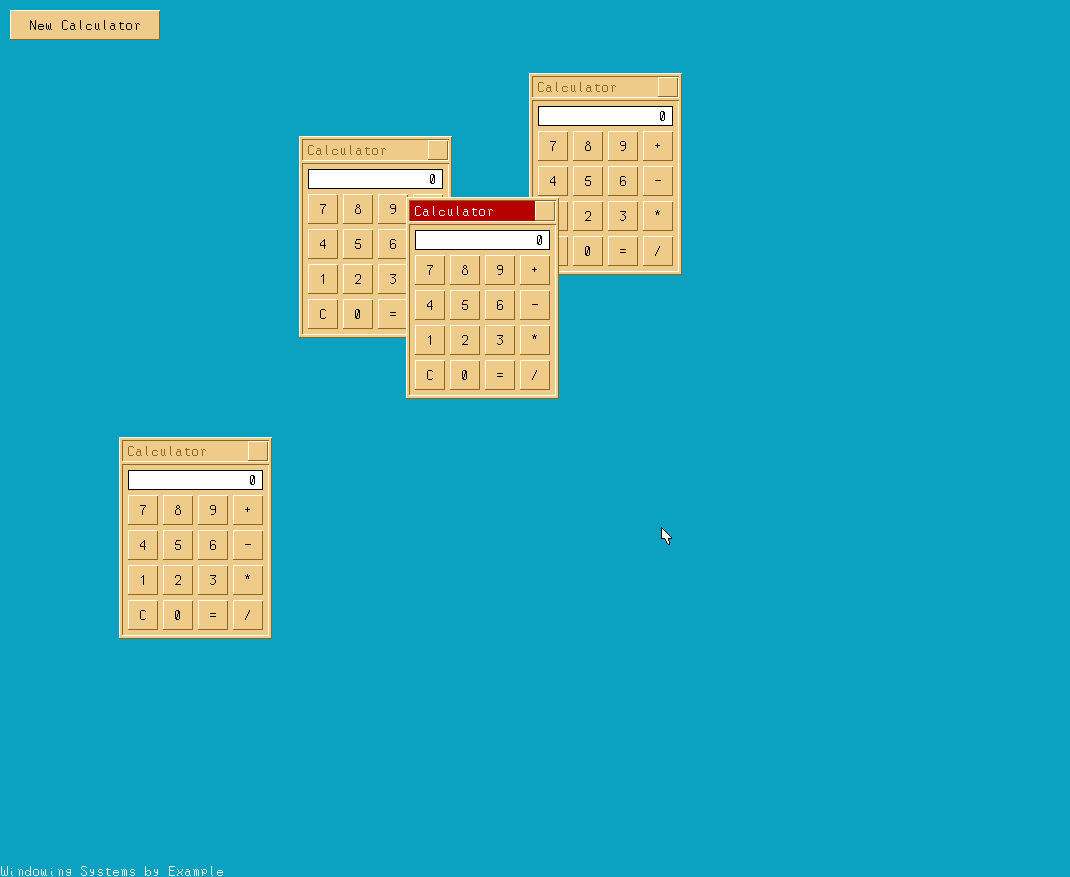 New Calculator
Calculator
0
7 8 9 +
4 5 6 -
2 3 *
0 = /
Calculator
0
7 8 9
4 5 6
1 2 3
C 0 =
Calculator
0
7 8 9 +
4 5 6 -
1 2 3 *
C 0 = /
Calculator
0
7 8 9 +
4 5 6 -
1 2 3 *
C 0 = /
Windowing Systems by Example